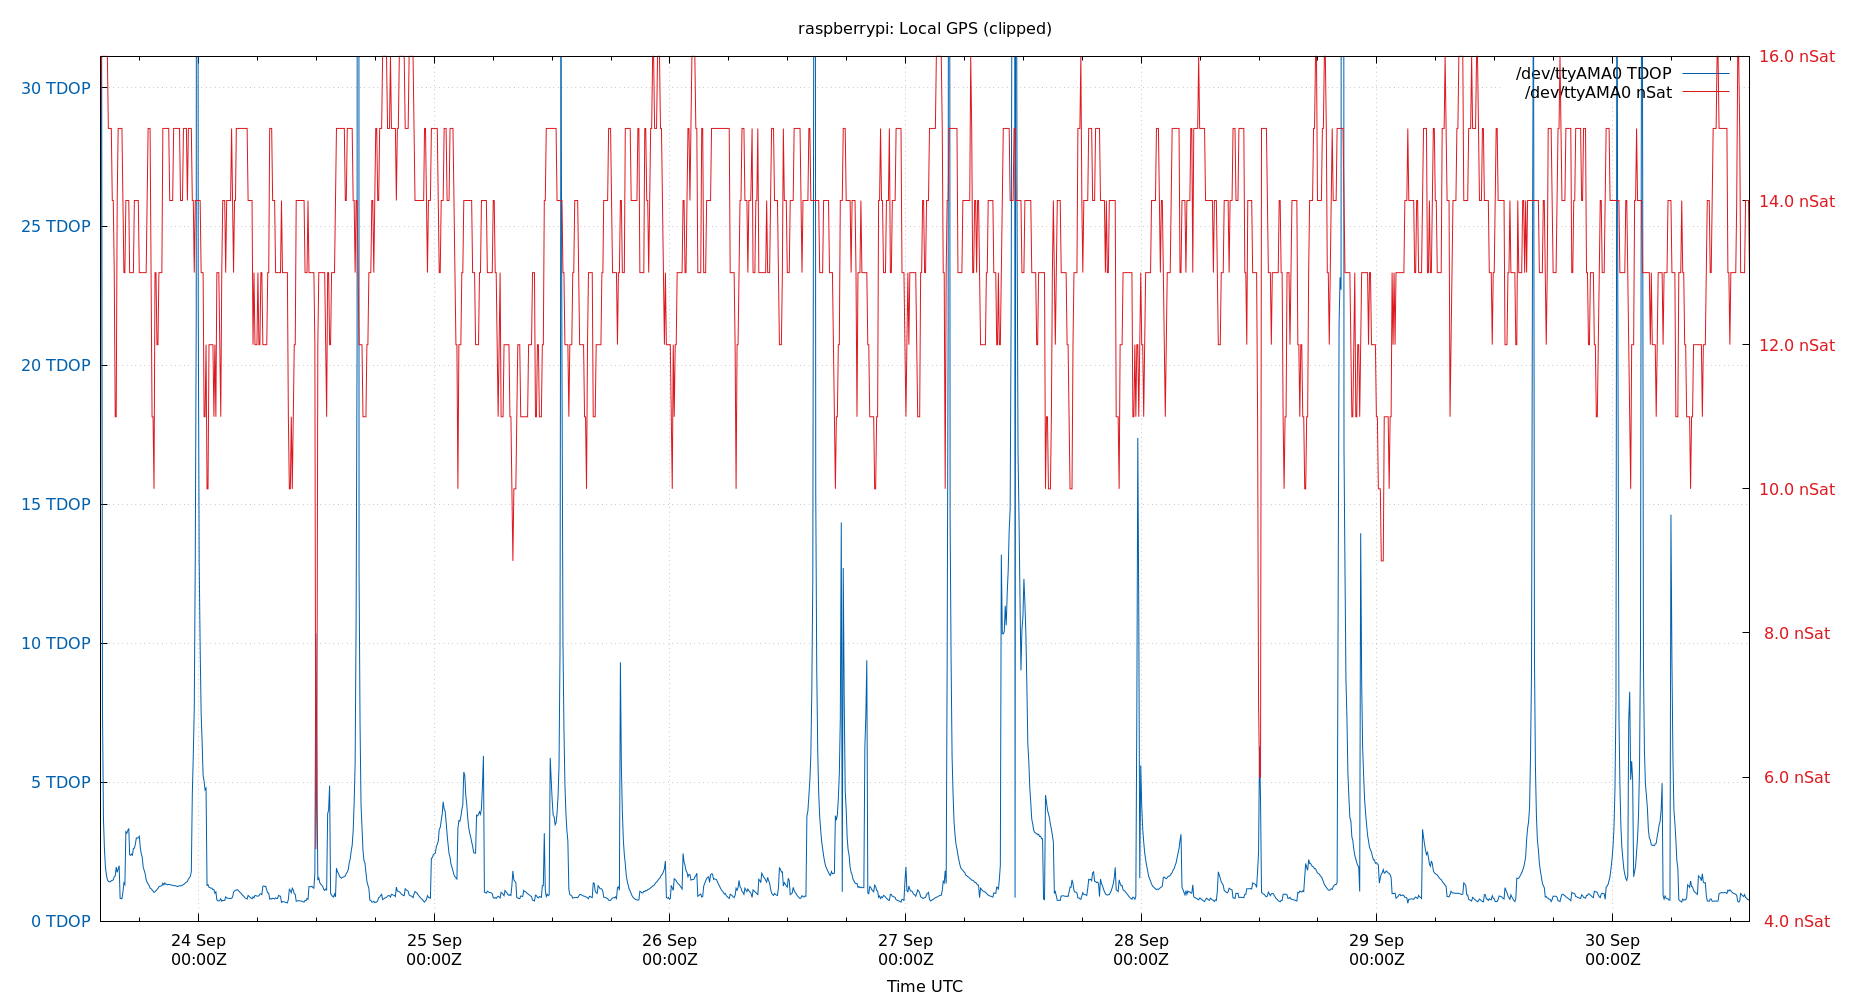 raspberrypi: Local GPS (clipped)
30 TDOP
25 TDOP
20 TDOP
15 TDOP
10 TDOP
5 TDOP
0 TDOP
/dev/ttyAMA0 TDOP
/dev/ttyAMA0 nSat
16.0 nSat
14.0 nSat
12.0 nSat
10.0 nSat
8.0 nSat
6.0 nSat
4.0 nSat
24 Sep 25 Sep 26 Sep 27 Sep 28 Sep 29 Sep 30 Sep
00:00Z 00:00Z 00:00Z 00:00Z 00:00Z 00:00Z 00:00Z
Time UTC